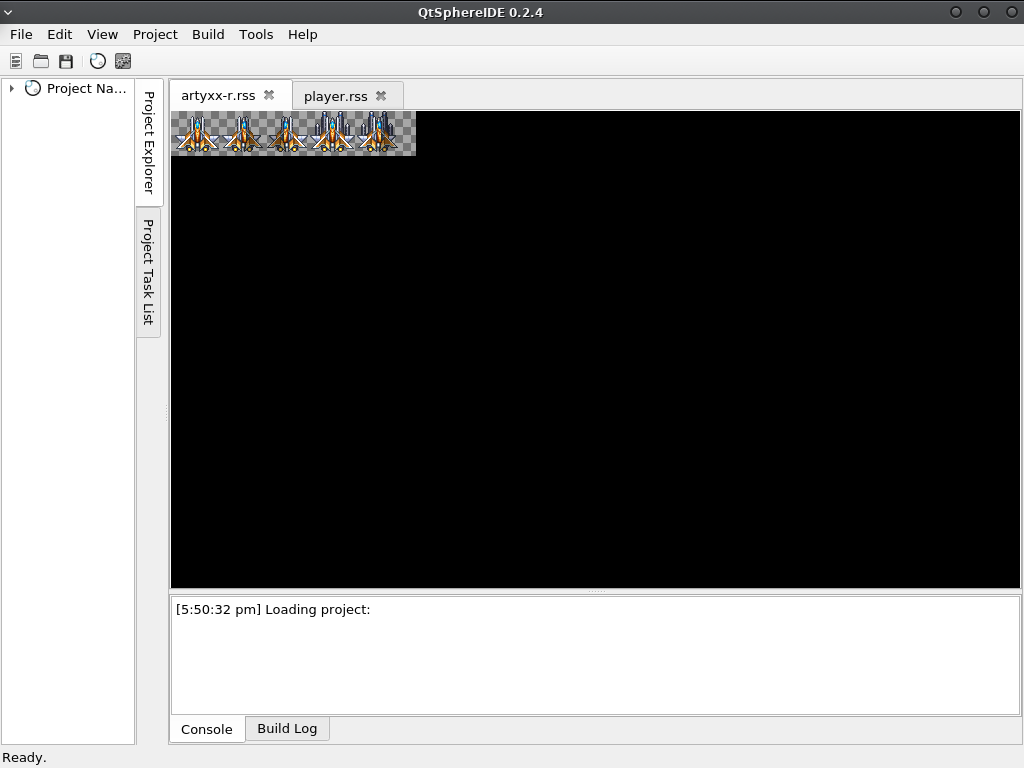 QtSphereIDE 0.2.4
File Edit View Project Build Tools Help
Project Na...
Project Explorer
Project Task List
artyxx-r.rss
player.rss
[5:50:32 pm] Loading project:
Console
Build Log
Ready.